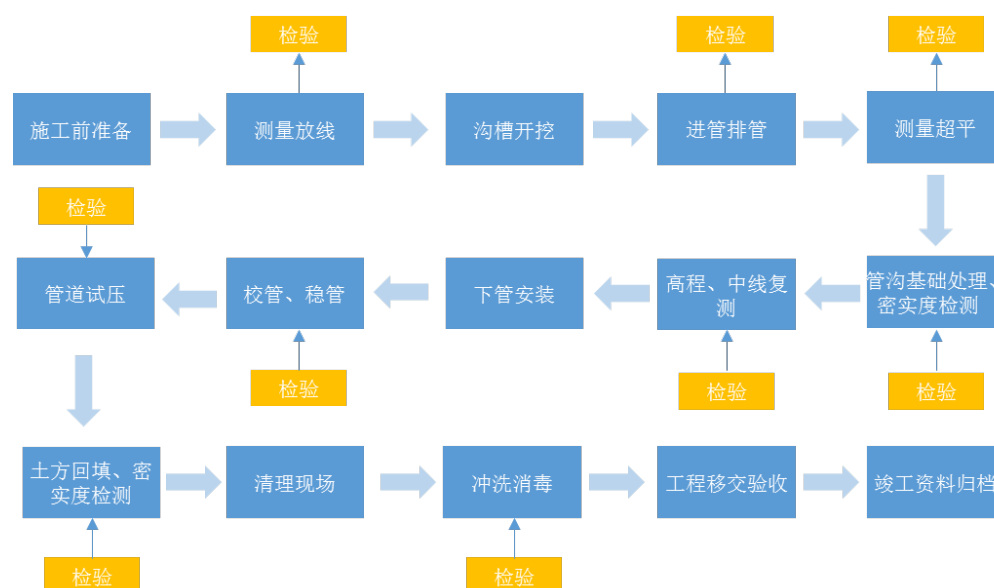 检验
检验
检验
施工前准备
测量放线
沟槽开挖
进管排管
测量超平
检验
管道试压
校管、稳管
下管安装
高程、中线复
测
管沟基础处理、
密实度检测
检验
检验
检验
土方回填、密
实度检测
清理现场
冲洗消毒
工程移交验收
竣工资料归档
检验
检验